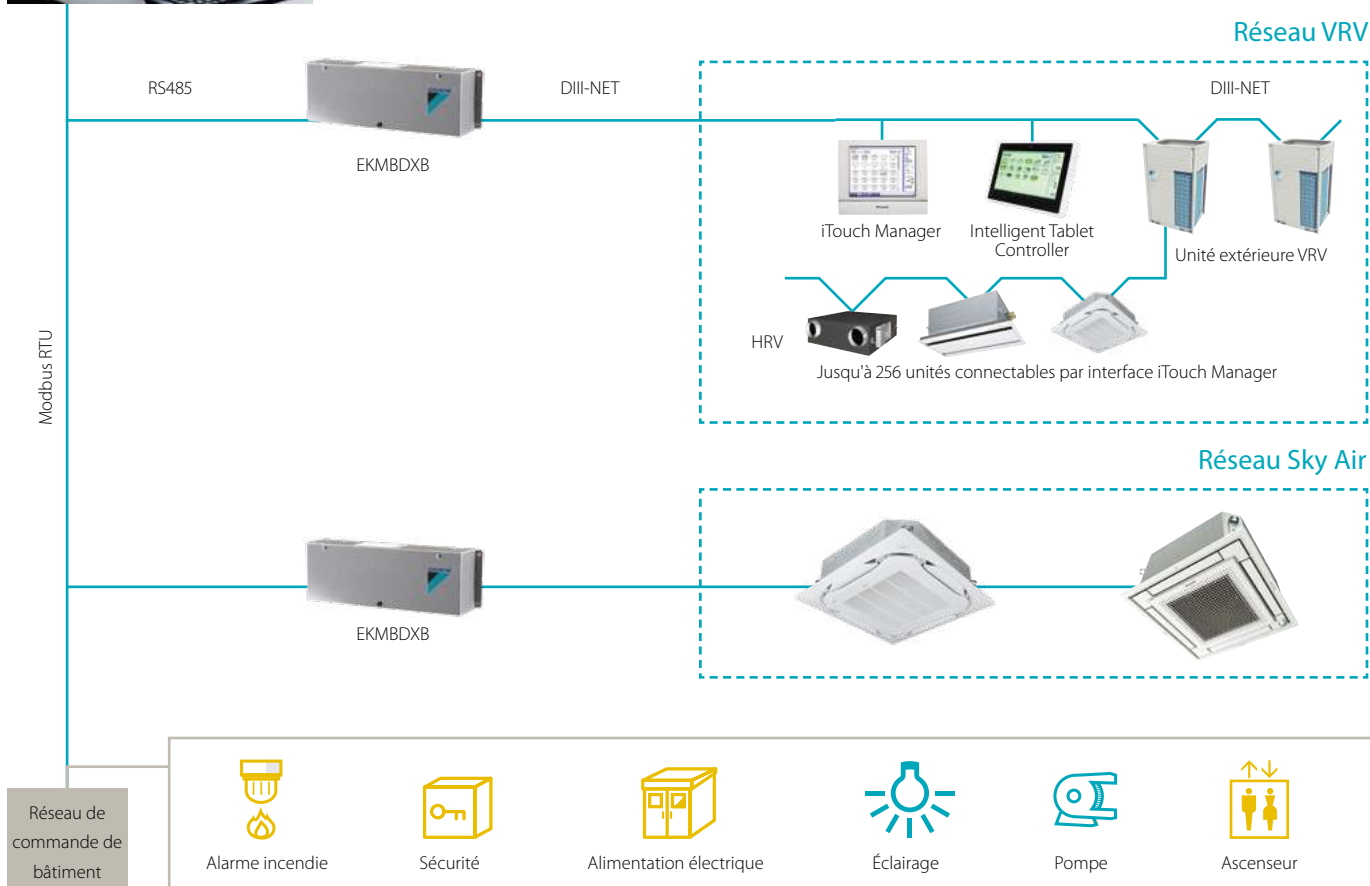 Réseau VRV
RS485
DIII-NET
DIII-NET
EKMBDXB
iTouch Manager
Intelligent Tablet
Controller
Unité extérieure VRV
HRV
Jusqu'à 256 unités connectables par interface iTouch Manager
Modbus RTU
Réseau Sky Air
EKMBDXB
Réseau de
commande de
bâtiment
Alarme incendie
Sécurité
Alimentation électrique
Éclairage
Pompe
Ascenseur